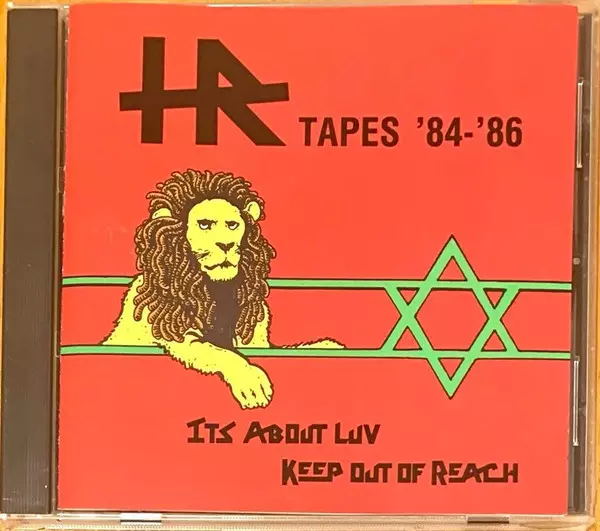 HR TAPES '84-'86
ITS ABOUT LUV
KEEP OUT OF REACH